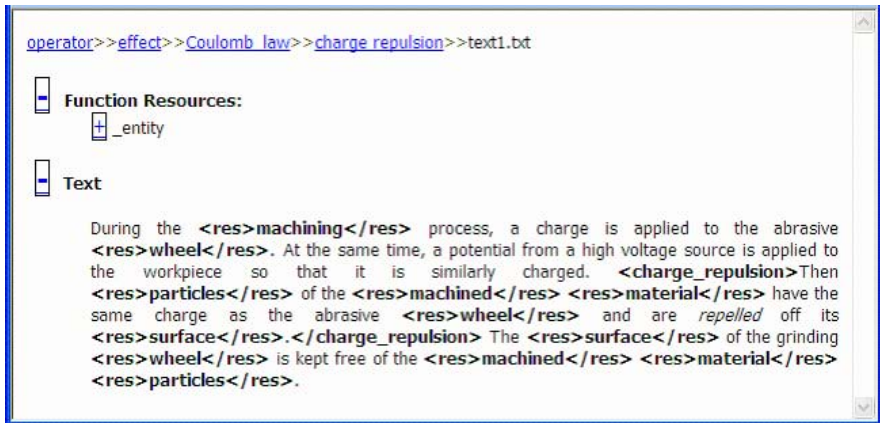 operator>>effect>>Coulomb_law>>charge repulsion>>text1.txt
- Function Resources:
+ _entity
- Text
During the <res>machining</res> process, a charge is applied to the abrasive
<res>wheel</res>. At the same time, a potential from a high voltage source is applied to
the workpiece so that it is similarly charged. <charge_repulsion>Then
<res>particles</res> of the <res>machined</res> <res>material</res> have the
same charge as the abrasive <res>wheel</res> and are repelled off its
<res>surface</res>.</charge_repulsion> The <res>surface</res> of the grinding
<res>wheel</res> is kept free of the <res>machined</res> <res>material</res>
<res>particles</res>.